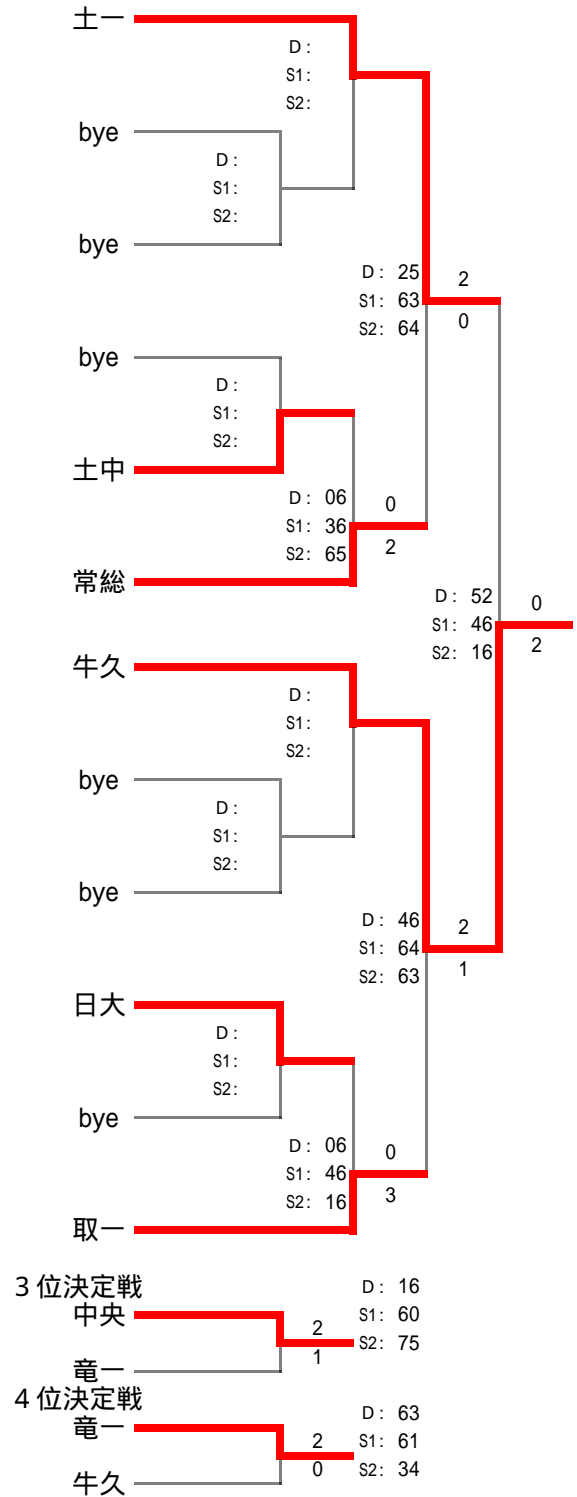 土一
D:
S1:
S2:
bye
D:
S1:
S2:
bye
D: 25
S1: 63
S2: 64
2
0
bye
D:
S1:
S2:
土中
D: 06
S1: 36
S2: 65
0
2
常総
D: 52
S1: 46
S2: 16
0
2
牛久
D:
S1:
S2:
bye
D:
S1:
S2:
bye
D: 46
S1: 64
S2: 63
2
1
日大
D:
S1:
S2:
bye
D: 06
S1: 46
S2: 16
0
3
取一
3位決定戦
中央
竜一
2
1
D: 16
S1: 60
S2: 75
4位決定戦
竜一
牛久
2
0
D: 63
S1: 61
S2: 34